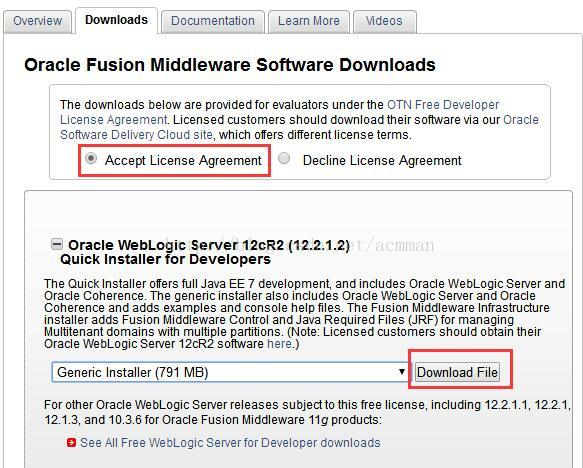 Overview Downloads Documentation Learn More Videos
Oracle Fusion Middleware Software Downloads
The downloads below are provided for evaluators under the OTN Free Developer
License Agreement. Licensed customers should download their software via our Oracle
Software Delivery Cloud site, which offers different license terms.
Accept License Agreement Decline License Agreement
Oracle WebLogic Server 12cR2 (12.2.1.2)
Quick Installer for Developers
The Quick Installer offers full Java EE 7 development, and includes Oracle WebLogic Server and
Oracle Coherence. The generic installer also includes Oracle WebLogic Server and Oracle
Coherence and adds examples and console help files. The Fusion Middleware Infrastructure
installer adds Fusion Middleware Control and Java Required Files (JRF) for managing
Multitenant domains with multiple partitions. (Note: Licensed customers should obtain their
Oracle WebLogic Server 12cR2 software here.)
Generic Installer (791 MB) Download File
For other Oracle WebLogic Server releases subject to this free license, including 12.2.1.1, 12.2.1,
12.1.3, and 10.3.6 for Oracle Fusion Middleware 11g products:
See All Free WebLogic Server for Developer downloads